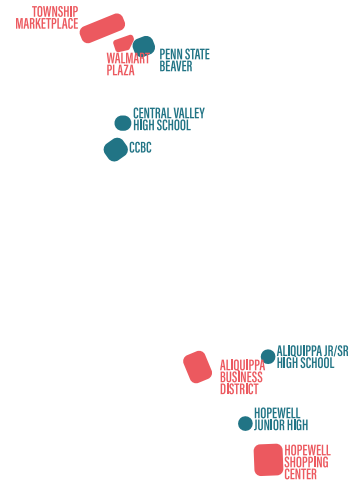 TOWNSHIP
MARKETPLACE
WALMART
PLAZA
PENN STATE
BEAVER
CENTRAL VALLEY
HIGH SCHOOL
CCBC
ALIQUIPPA JR/SR
HIGH SCHOOL
ALIQUIPPA
BUSINESS
DISTRICT
HOPEWELL
JUNIOR HIGH
HOPEWELL
SHOPPING
CENTER